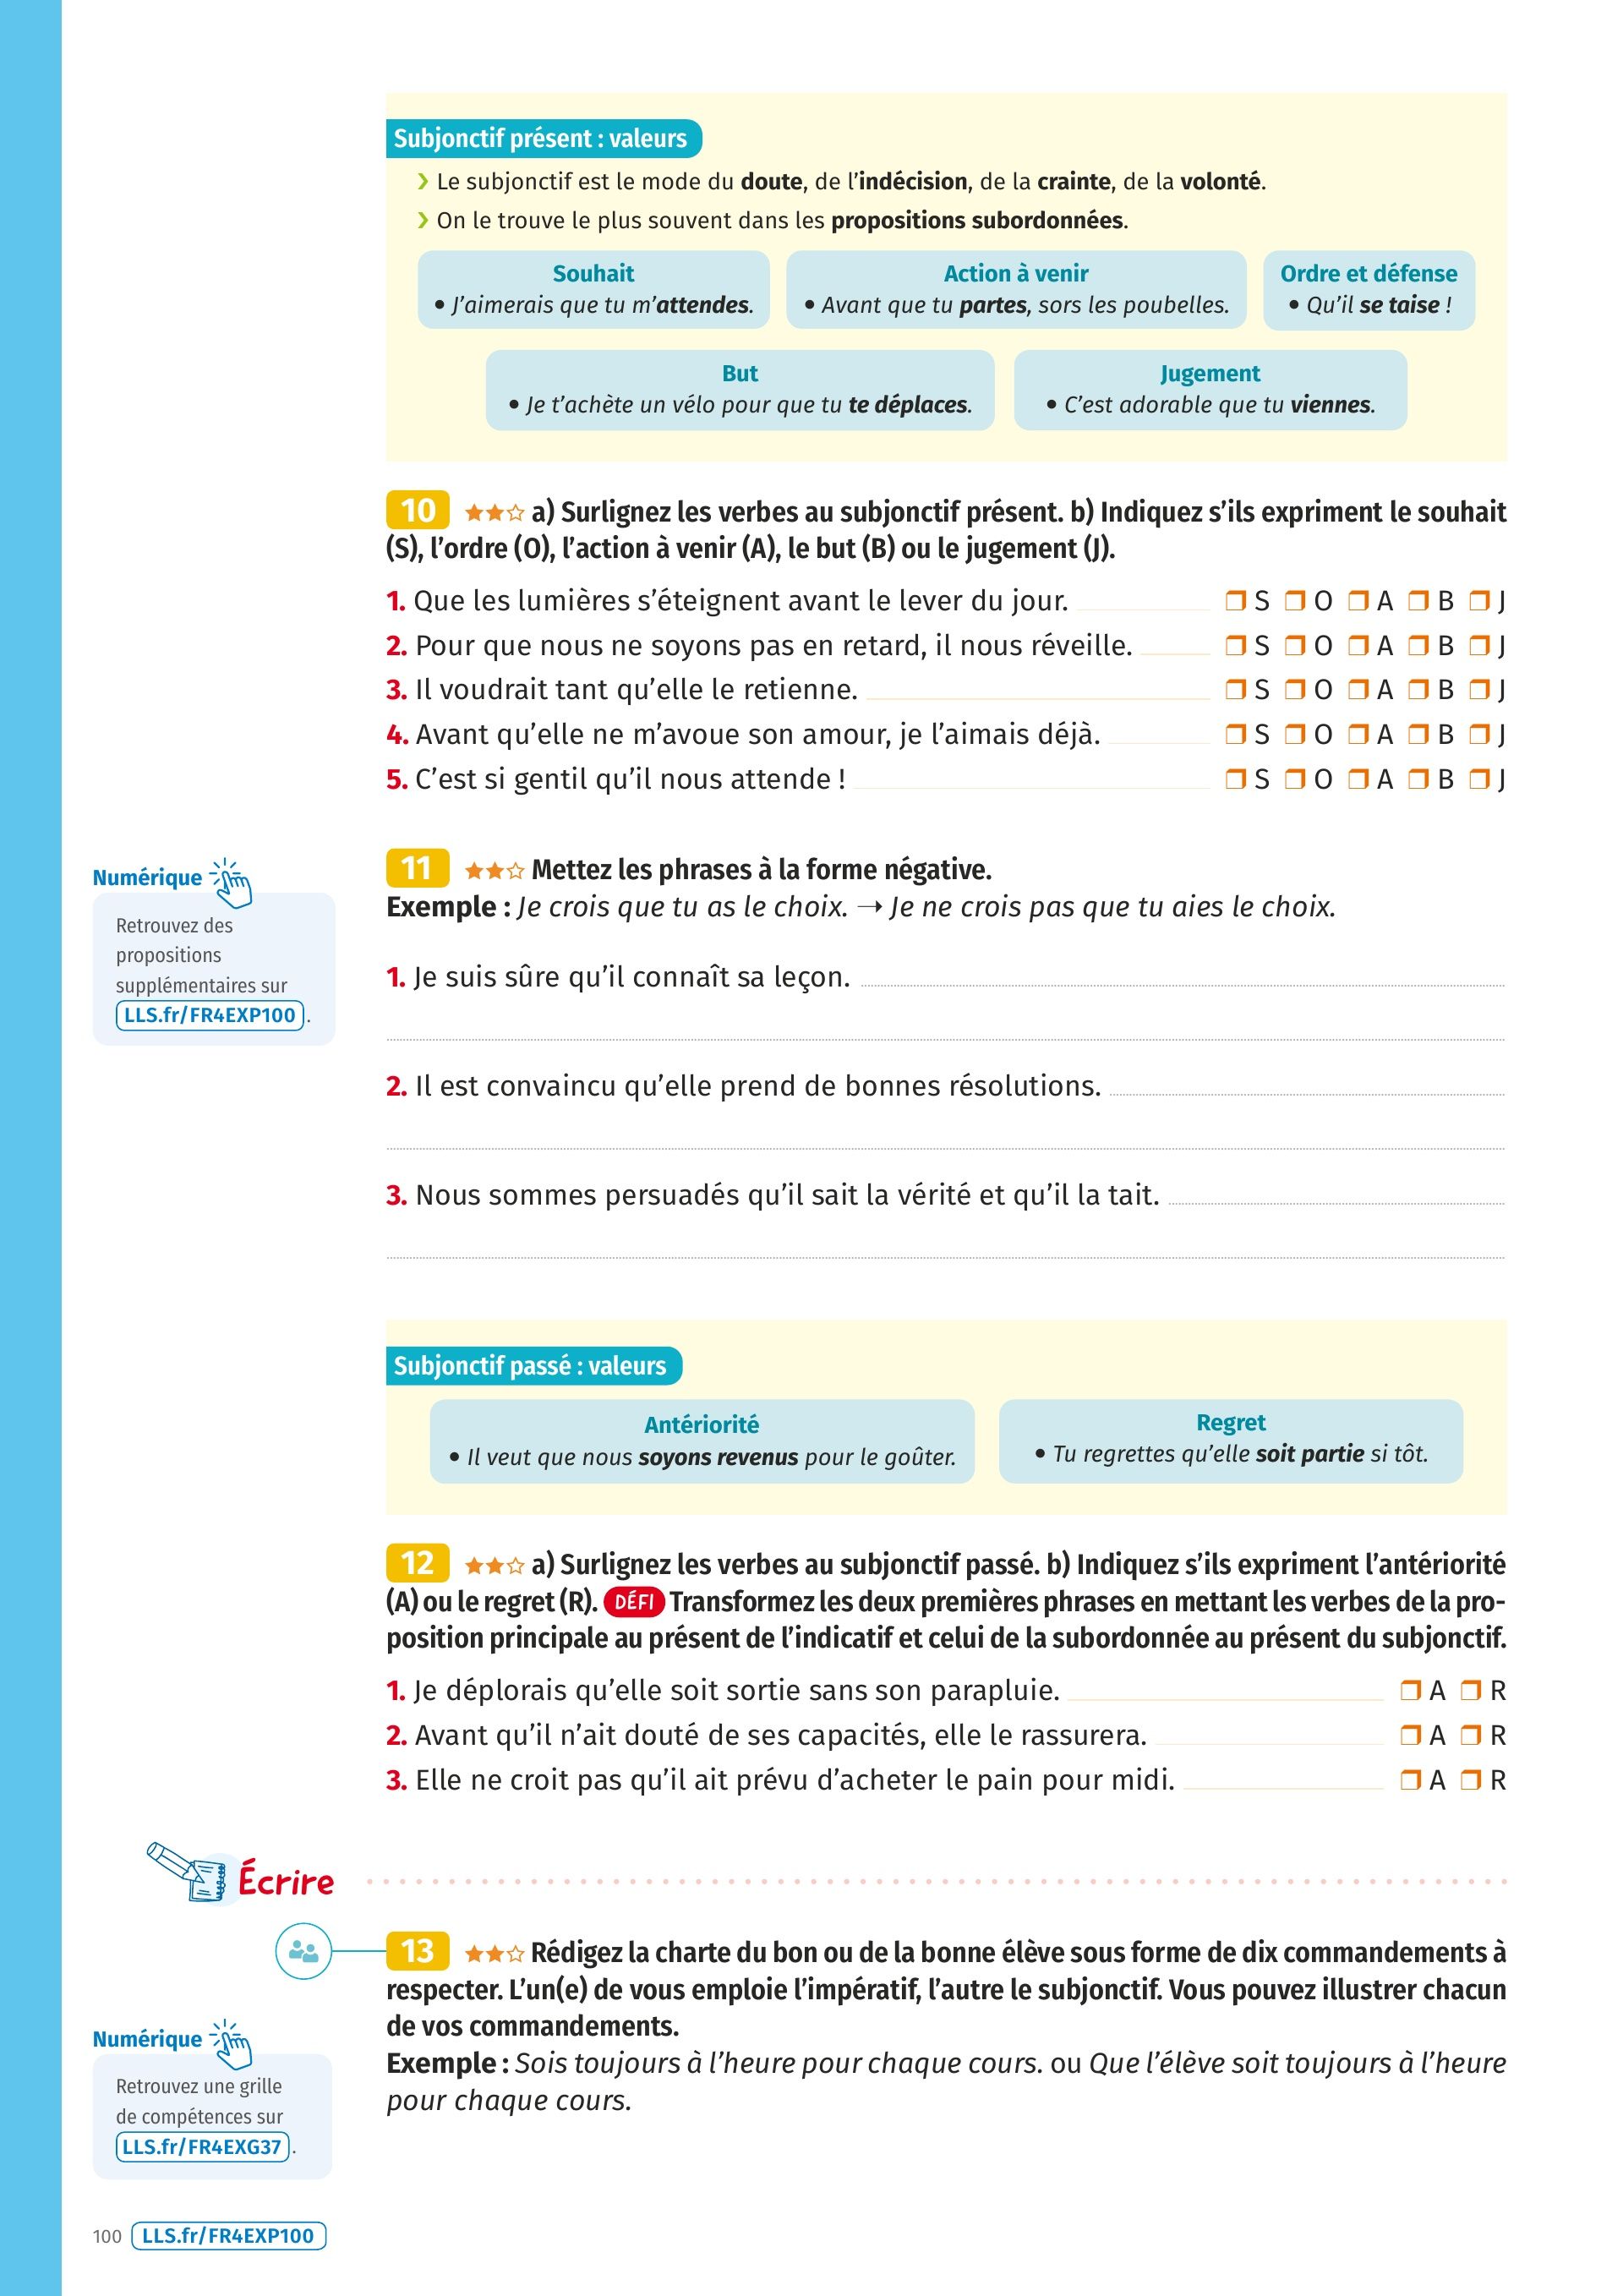 Subjonctif présent : valeurs
› Le subjonctif est le mode du doute, de l’indécision, de la crainte, de la volonté.
› On le trouve le plus souvent dans les propositions subordonnées.
Souhait
• J’aimerais que tu m’attendes.
Action à venir
• Avant que tu partes, sors les poubelles.
Ordre et défense
• Qu’il se taise !
But
• Je t’achète un vélo pour que tu te déplaces.
Jugement
• C’est adorable que tu viennes.
10 ★★☆ a) Surlignez les verbes au subjonctif présent. b) Indiquez s’ils expriment le souhait
(S), l’ordre (O), l’action à venir (A), le but (B) ou le jugement (J).
1. Que les lumières s’éteignent avant le lever du jour. ❒ S ❒ O ❒ A ❒ B ❒ J
2. Pour que nous ne soyons pas en retard, il nous réveille. ❒ S ❒ O ❒ A ❒ B ❒ J
3. Il voudrait tant qu’elle le retienne. ❒ S ❒ O ❒ A ❒ B ❒ J
4. Avant qu’elle ne m’avoue son amour, je l’aimais déjà. ❒ S ❒ O ❒ A ❒ B ❒ J
5. C’est si gentil qu’il nous attende ! ❒ S ❒ O ❒ A ❒ B ❒ J
Numérique
Retrouvez des
propositions
supplémentaires sur
LLS.fr/FR4EXP100 .
11 ★★☆ Mettez les phrases à la forme négative.
Exemple : Je crois que tu as le choix. → Je ne crois pas que tu aies le choix.
1. Je suis sûre qu’il connaît sa leçon.
2. Il est convaincu qu’elle prend de bonnes résolutions.
3. Nous sommes persuadés qu’il sait la vérité et qu’il la tait.
Subjonctif passé : valeurs
Antériorité
• Il veut que nous soyons revenus pour le goûter.
Regret
• Tu regrettes qu’elle soit partie si tôt.
12 ★★☆ a) Surlignez les verbes au subjonctif passé. b) Indiquez s’ils expriment l’antériorité
(A) ou le regret (R). DÉFI Transformez les deux premières phrases en mettant les verbes de la pro-
position principale au présent de l’indicatif et celui de la subordonnée au présent du subjonctif.
1. Je déplorais qu’elle soit sortie sans son parapluie. ❒ A ❒ R
2. Avant qu’il n’ait douté de ses capacités, elle le rassurera. ❒ A ❒ R
3. Elle ne croit pas qu’il ait prévu d’acheter le pain pour midi. ❒ A ❒ R
Écrire
13 ★★☆ Rédigez la charte du bon ou de la bonne élève sous forme de dix commandements à
respecter. L’un(e) de vous emploie l’impératif, l’autre le subjonctif. Vous pouvez illustrer chacun
de vos commandements.
Exemple : Sois toujours à l’heure pour chaque cours. ou Que l’élève soit toujours à l’heure
pour chaque cours.
Numérique
Retrouvez une grille
de compétences sur
LLS.fr/FR4EXG37 .
100 LLS.fr/FR4EXP100